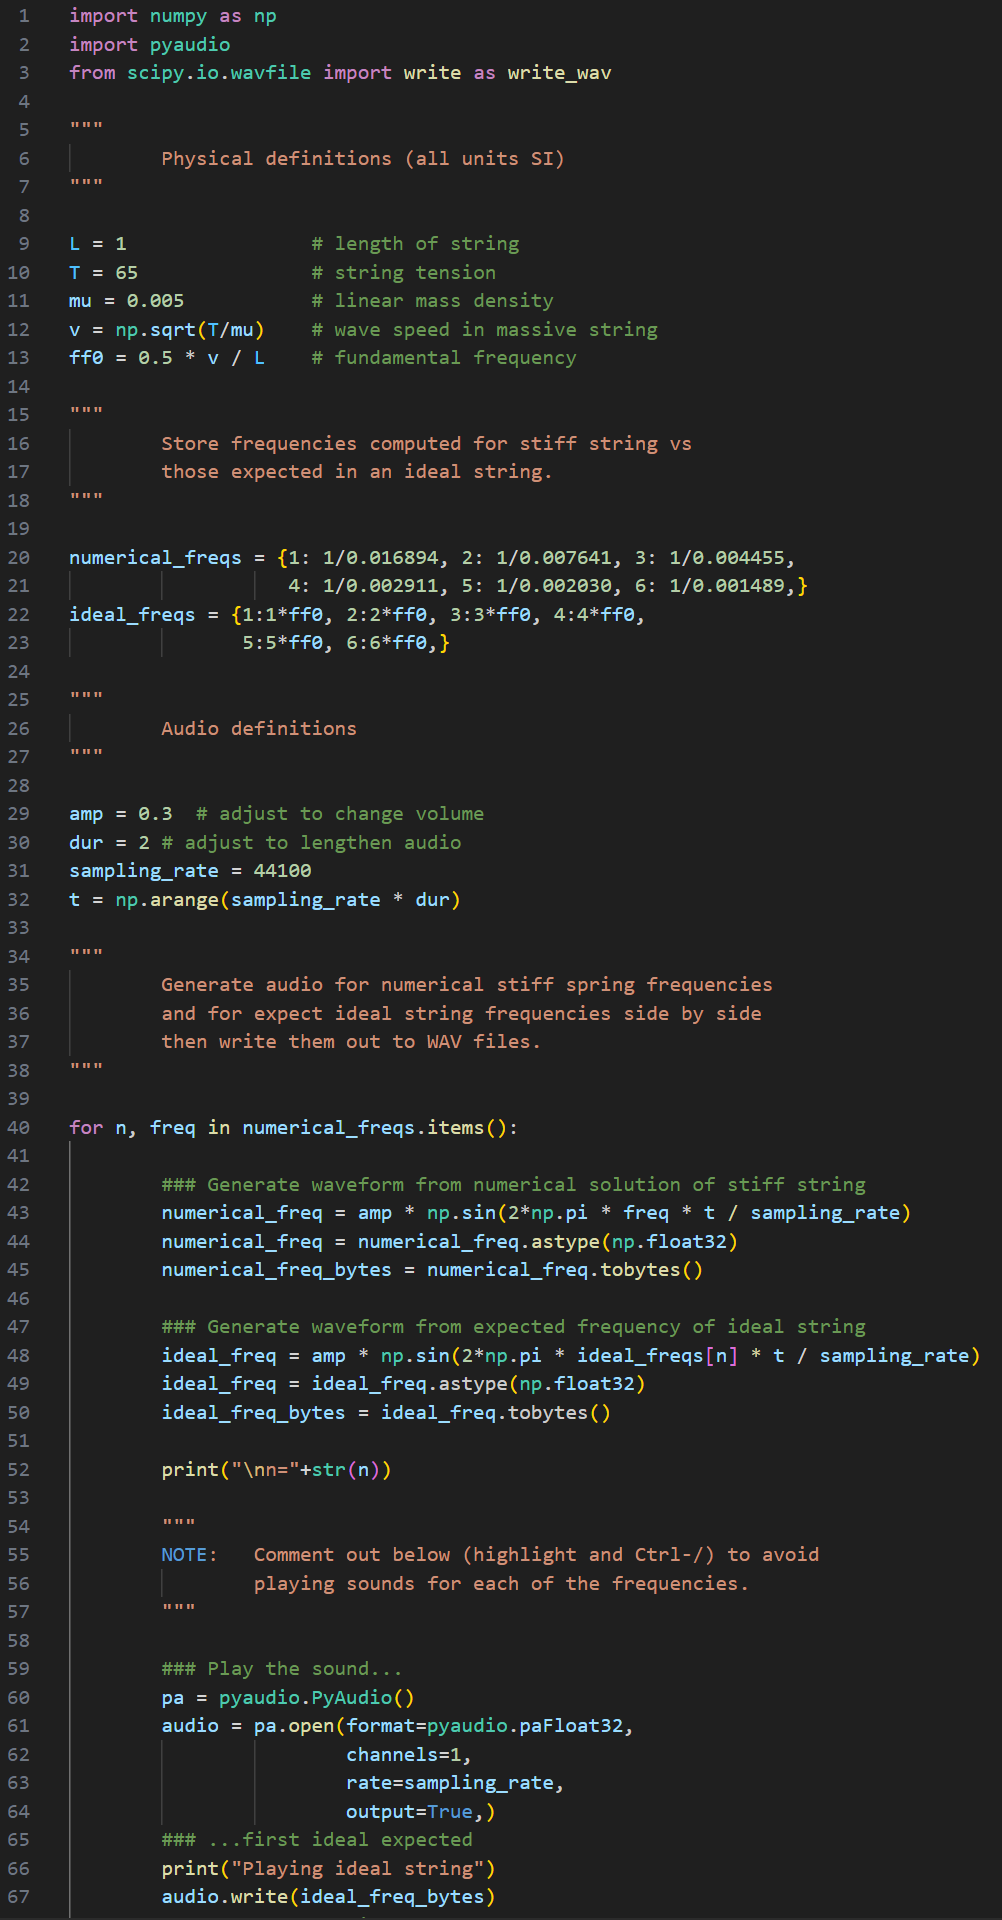 1 import numpy as np
2 import pyaudio
3 from scipy.io.wavfile import write as write_wav
4
5 """
6 Physical definitions (all units SI)
7 """
8
9 L = 1 # length of string
10 T = 65 # string tension
11 mu = 0.005 # linear mass density
12 v = np.sqrt(T/mu) # wave speed in massive string
13 ff0 = 0.5 * v / L # fundamental frequency
14
15 """
16 Store frequencies computed for stiff string vs
17 those expected in an ideal string.
18 """
19
20 numerical_freqs = {1: 1/0.016894, 2: 1/0.007641, 3: 1/0.004455,
21 4: 1/0.002911, 5: 1/0.002030, 6: 1/0.001489,}
22 ideal_freqs = {1:1*ff0, 2:2*ff0, 3:3*ff0, 4:4*ff0,
23 5:5*ff0, 6:6*ff0,}
24
25 """
26 Audio definitions
27 """
28
29 amp = 0.3 # adjust to change volume
30 dur = 2 # adjust to lengthen audio
31 sampling_rate = 44100
32 t = np.arange(sampling_rate * dur)
33
34 """
35 Generate audio for numerical stiff spring frequencies
36 and for expect ideal string frequencies side by side
37 then write them out to WAV files.
38 """
39
40 for n, freq in numerical_freqs.items():
41
42 ### Generate waveform from numerical solution of stiff string
43 numerical_freq = amp * np.sin(2*np.pi * freq * t / sampling_rate)
44 numerical_freq = numerical_freq.astype(np.float32)
45 numerical_freq_bytes = numerical_freq.tobytes()
46
47 ### Generate waveform from expected frequency of ideal string
48 ideal_freq = amp * np.sin(2*np.pi * ideal_freqs[n] * t / sampling_rate)
49 ideal_freq = ideal_freq.astype(np.float32)
50 ideal_freq_bytes = ideal_freq.tobytes()
51
52 print("\nn="+str(n))
53
54 """
55 NOTE: Comment out below (highlight and Ctrl-/) to avoid
56 playing sounds for each of the frequencies.
57 """
58
59 ### Play the sound...
60 pa = pyaudio.PyAudio()
61 audio = pa.open(format=pyaudio.paFloat32,
62 channels=1,
63 rate=sampling_rate,
64 output=True,)
65 ### ...first ideal expected
66 print("Playing ideal string")
67 audio.write(ideal_freq_bytes)